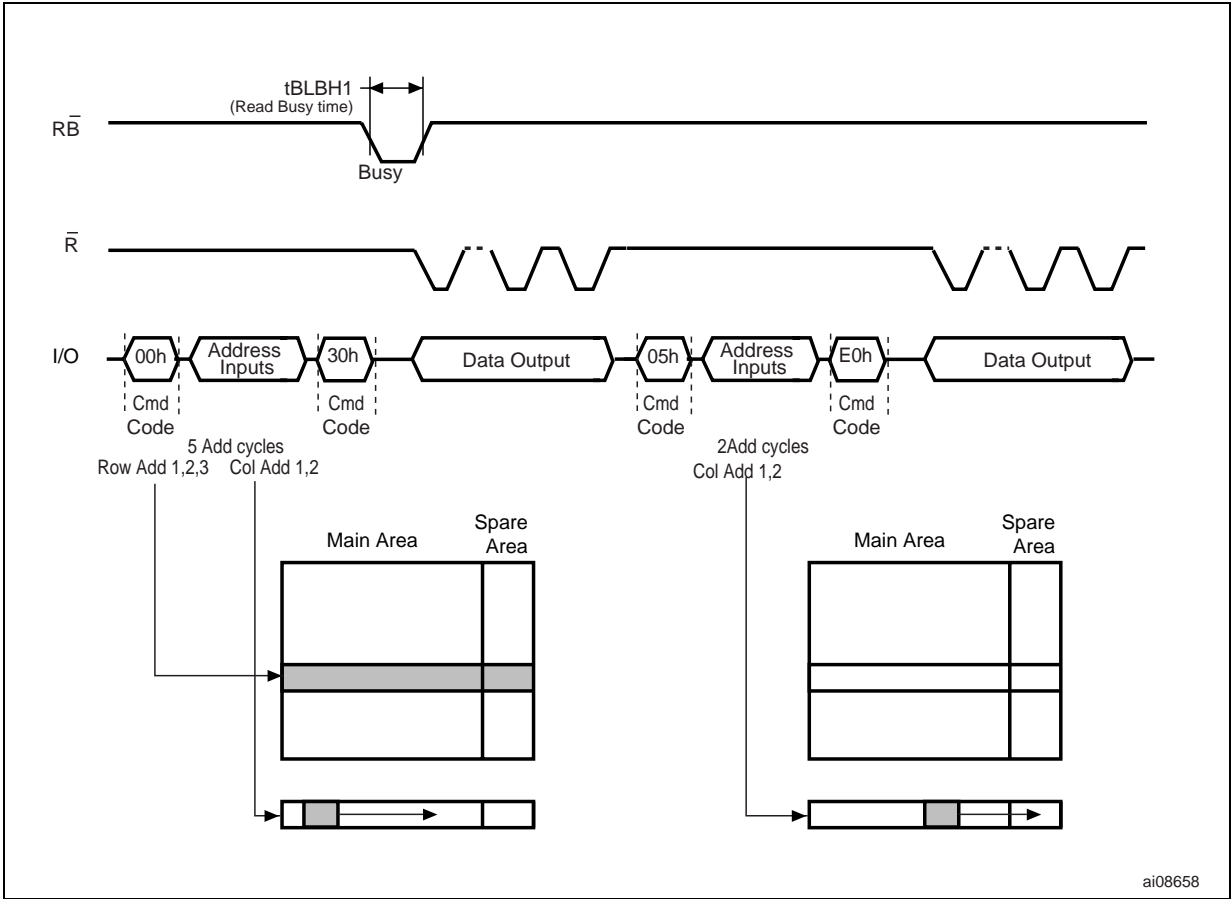 tBLBH1
(Read Busy time)
RB̅
Busy
R̅
I/O
00h
Address
Inputs
30h
Data Output
05h
Address
Inputs
E0h
Data Output
Cmd
Code
Cmd
Code
Cmd
Code
Cmd
Code
5 Add cycles
Row Add 1,2,3 Col Add 1,2
2Add cycles
Col Add 1,2
Main Area
Spare
Area
Main Area
Spare
Area
ai08658